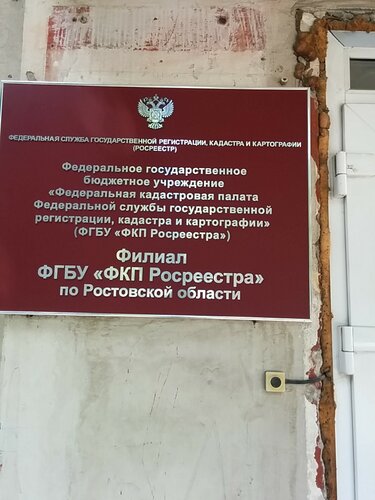 ФЕДЕРАЛЬНАЯ СЛУЖБА ГОСУДАРСТВЕННОЙ РЕГИСТРАЦИИ, КАДАСТРА И КАРТОГРАФИИ
(РОСРЕЕСТР)
Федеральное государственное
бюджетное учреждение
«Федеральная кадастровая палата
Федеральной службы государственной
регистрации, кадастра и картографии»
(ФГБУ «ФКП Росреестра»)
Филиал
ФГБУ «ФКП Росреестра»
по Ростовской области